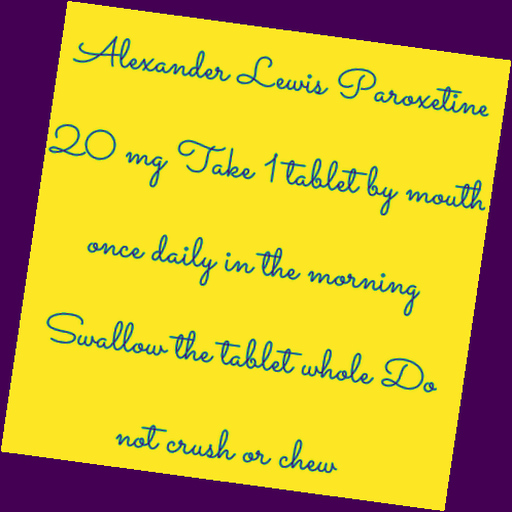 Alexander Lewis Paroxetine
20 mg Take 1 tablet by mouth
once daily in the morning
Swallow the tablet whole Do
not crush or chew